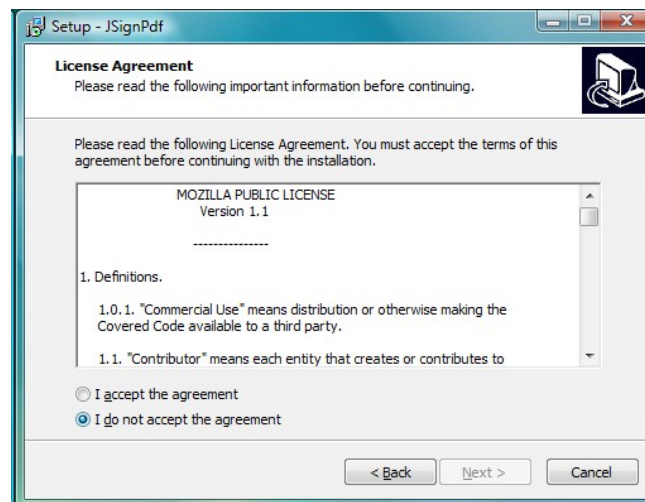 Setup - JSignPdf
License Agreement
Please read the following important information before continuing.
Please read the following License Agreement. You must accept the terms of this
agreement before continuing with the installation.
MOZILLA PUBLIC LICENSE
Version 1.1
---------------
1. Definitions.
1.0.1. "Commercial Use" means distribution or otherwise making the
Covered Code available to a third party.
1.1. "Contributor" means each entity that creates or contributes to
I accept the agreement
I do not accept the agreement
< Back Next > Cancel